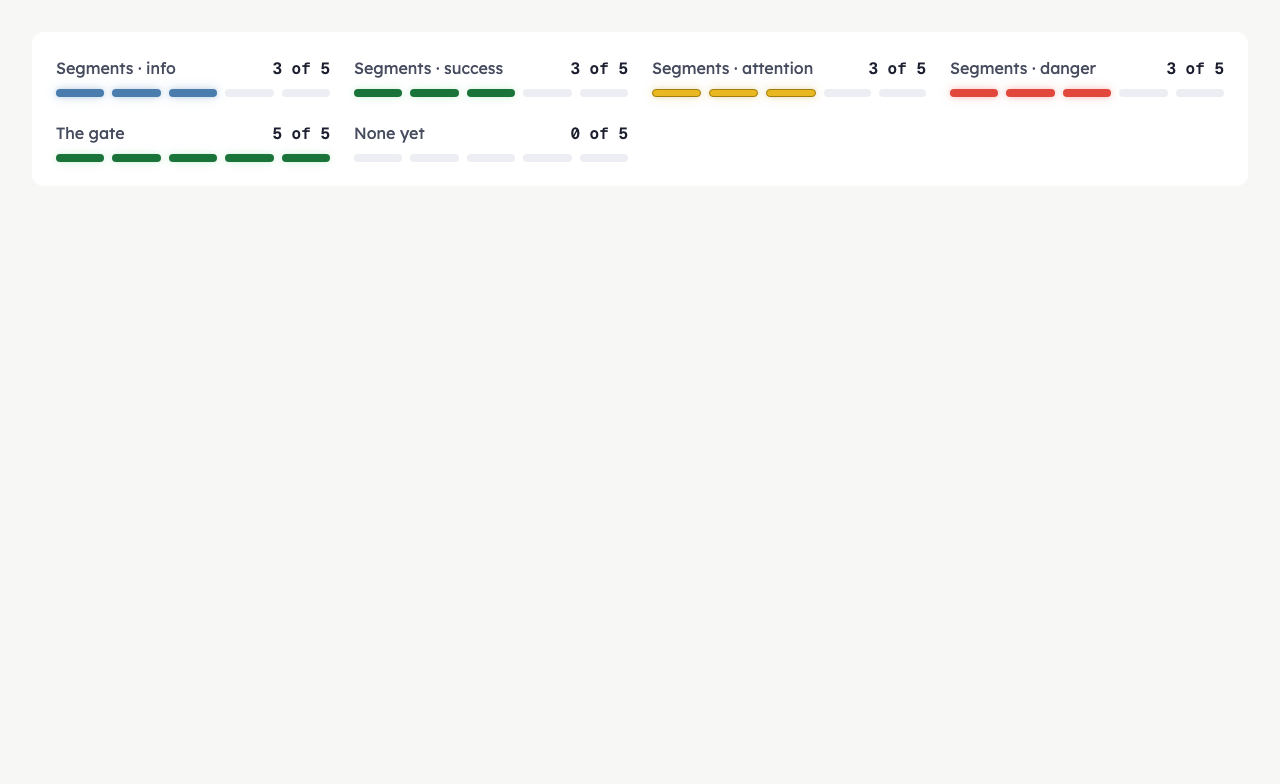 Segments · info 3 of 5
Segments · success 3 of 5
Segments · attention 3 of 5
Segments · danger 3 of 5
The gate 5 of 5
None yet 0 of 5